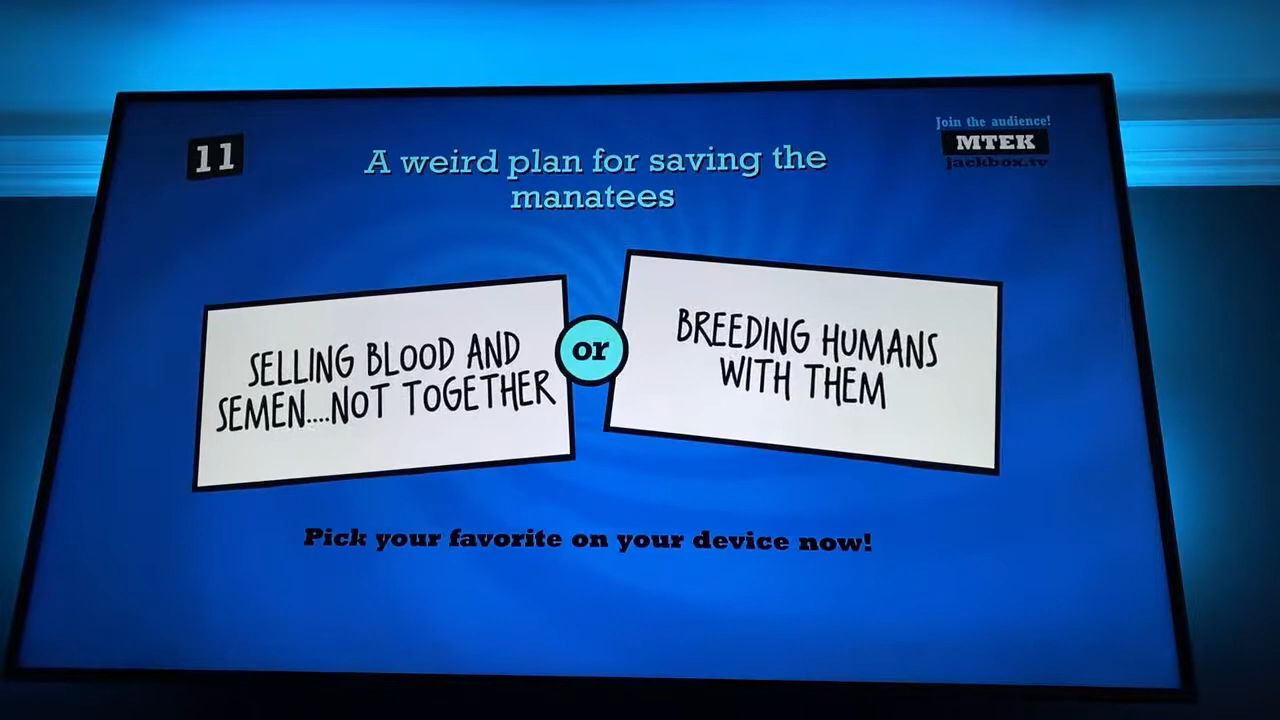 11
A weird plan for saving the
manatees
Join the audience!
MTEK
jackbox.tv
SELLING BLOOD AND
SEMEN....NOT TOGETHER
or
BREEDING HUMANS
WITH THEM
Pick your favorite on your device now!